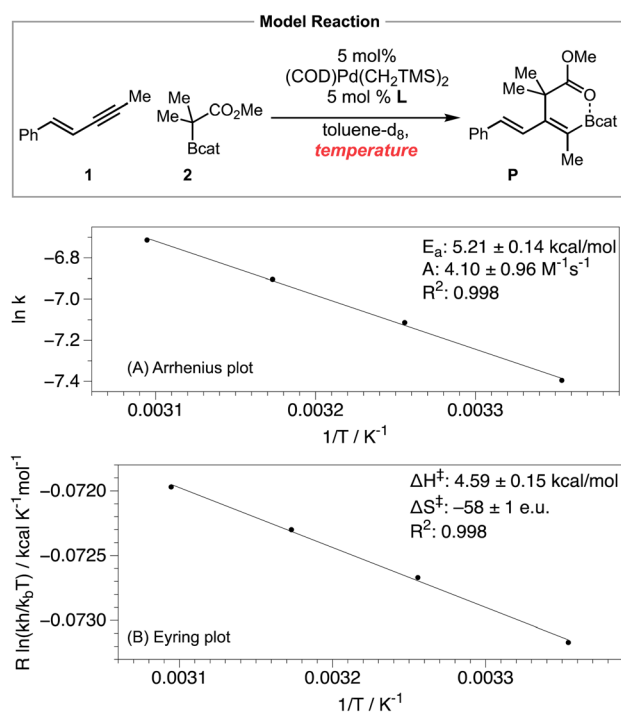 Model Reaction
5 mol%
(COD)Pd(CH2TMS)2
5 mol % L
toluene-d8,
temperature
Ph
Me
1
Me
Me
CO2Me
Bcat
2
OMe
Me
Me
O
Ph
Bcat
Me
P
ln k
−6.8
−7.0
−7.2
−7.4
Ea: 5.21 ± 0.14 kcal/mol
A: 4.10 ± 0.96 M-1s-1
R2: 0.998
(A) Arrhenius plot
0.0031 0.0032 0.0033
1/T / K-1
R ln(kh/kbT) / kcal K-1mol-1
−0.0720
−0.0725
−0.0730
ΔH‡: 4.59 ± 0.15 kcal/mol
ΔS‡: −58 ± 1 e.u.
R2: 0.998
(B) Eyring plot
0.0031 0.0032 0.0033
1/T / K-1